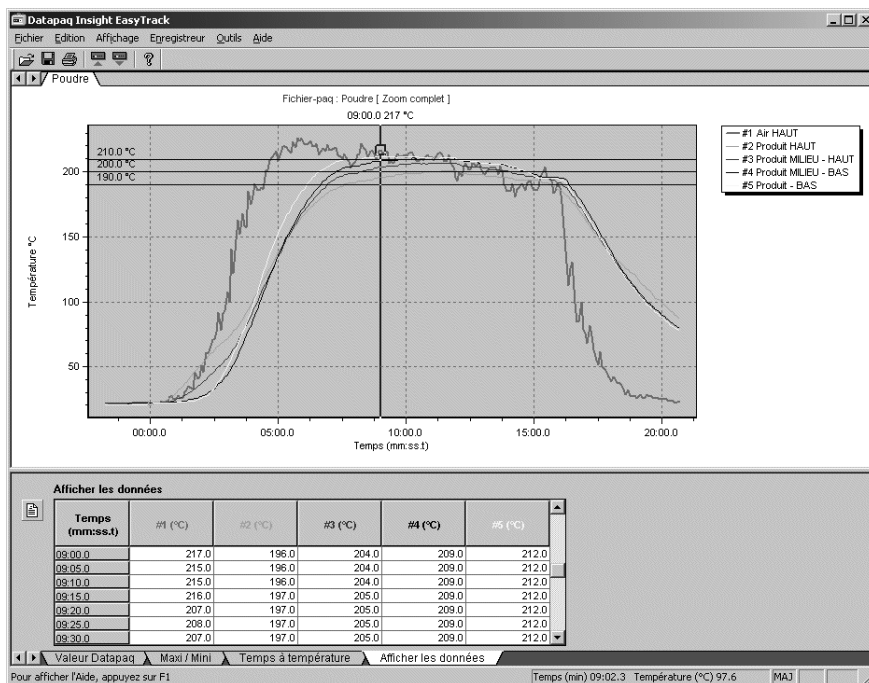 Datapaq Insight EasyTrack
Fichier Edition Affichage Enregistreur Outils Aide
Poudre
Fichier-paq : Poudre [ Zoom complet ]
09:00.0 217 °C
210.0 °C
200.0 °C
190.0 °C
200
150
100
50
Température °C
00:00.0 05:00.0 10:00.0 15:00.0 20:00.0
Temps (mm:ss.t)
#1 Air HAUT
#2 Produit HAUT
#3 Produit MILIEU - HAUT
#4 Produit MILIEU - BAS
#5 Produit - BAS
Afficher les données
Temps (mm:ss.t) #1 (°C) #2 (°C) #3 (°C) #4 (°C) #5 (°C)
09:00.0 217.0 196.0 204.0 209.0 212.0
09:05.0 215.0 196.0 204.0 209.0 212.0
09:10.0 215.0 196.0 204.0 209.0 212.0
09:15.0 216.0 197.0 205.0 209.0 212.0
09:20.0 207.0 197.0 205.0 209.0 212.0
09:25.0 208.0 197.0 205.0 209.0 212.0
09:30.0 207.0 197.0 205.0 209.0 212.0
Valeur Datapaq Maxi / Mini Temps à température Afficher les données
Pour afficher l'Aide, appuyez sur F1 Temps (min) 09:02.3 Température (°C) 97.6 MAJ